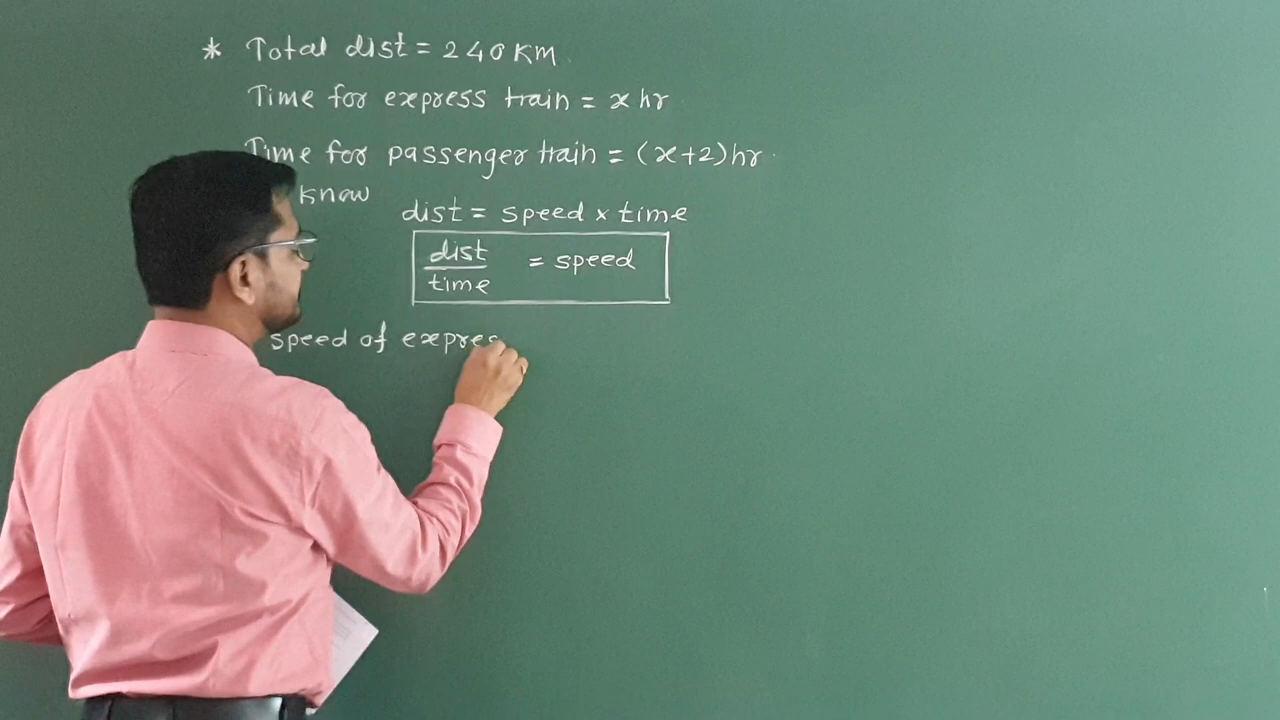 * Total dist = 240 km.
Time for express train = x hr
Time for passenger train = (x+2) hr.
know
dist = speed × time
dist
time
= speed
speed of expres